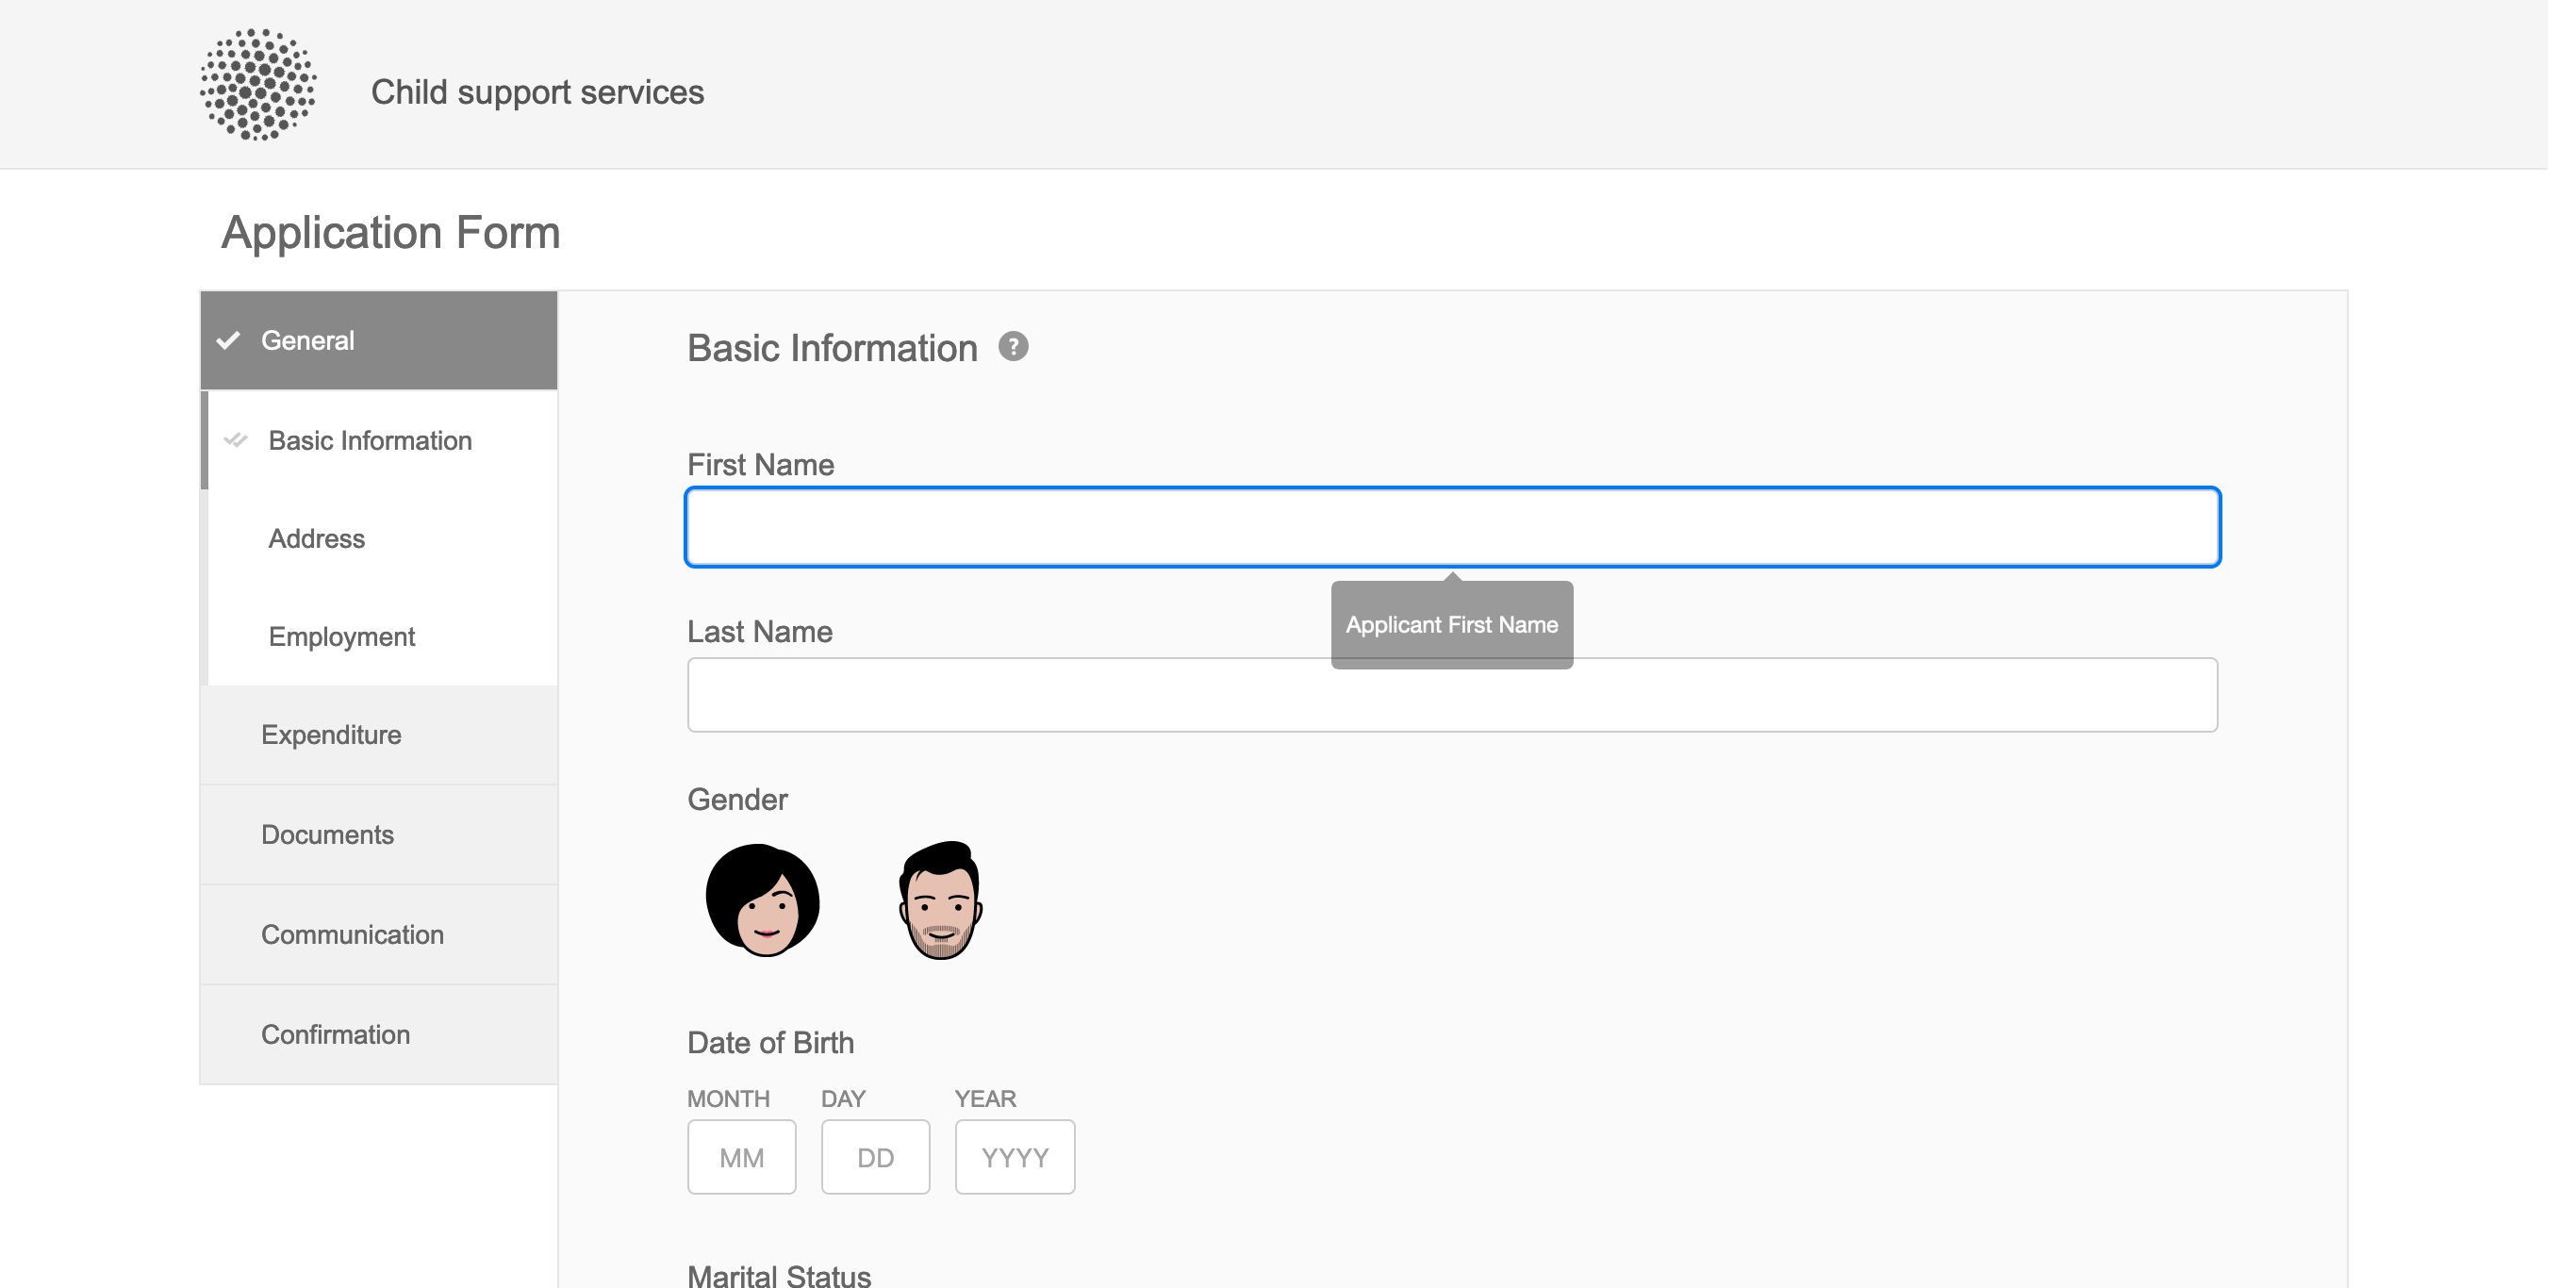 Child support services
Application Form
General
Basic Information
Address
Employment
Expenditure
Documents
Communication
Confirmation
Basic Information ?
First Name
Applicant First Name
Last Name
Gender
Date of Birth
MONTH DAY YEAR
MM DD YYYY
Marital Status